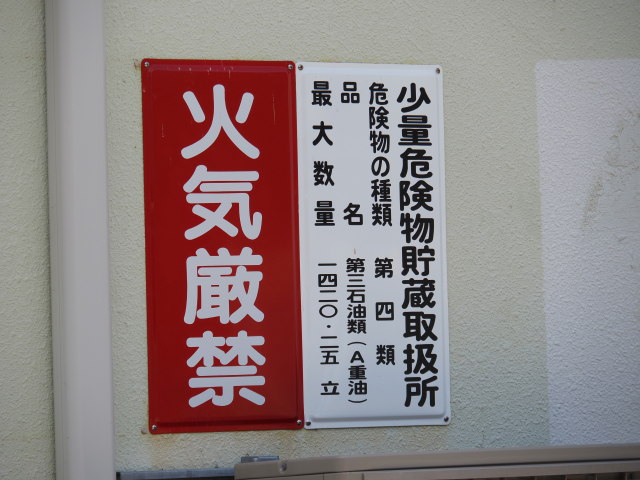 少量危険物貯蔵取扱所
危険物の種類 第四類
品名 第三石油類(A重油)
最大数量 一四二〇・二五 立
火気厳禁